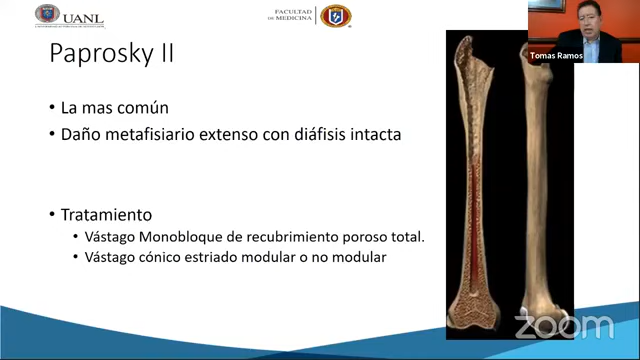 UANL
FACULTAD
DE MEDICINA
Tomas Ramos
Paprosky II
• La mas común
• Daño metafisiario extenso con diáfisis intacta
• Tratamiento
• Vástago Monobloque de recubrimiento poroso total.
• Vástago cónico estriado modular o no modular
zoom